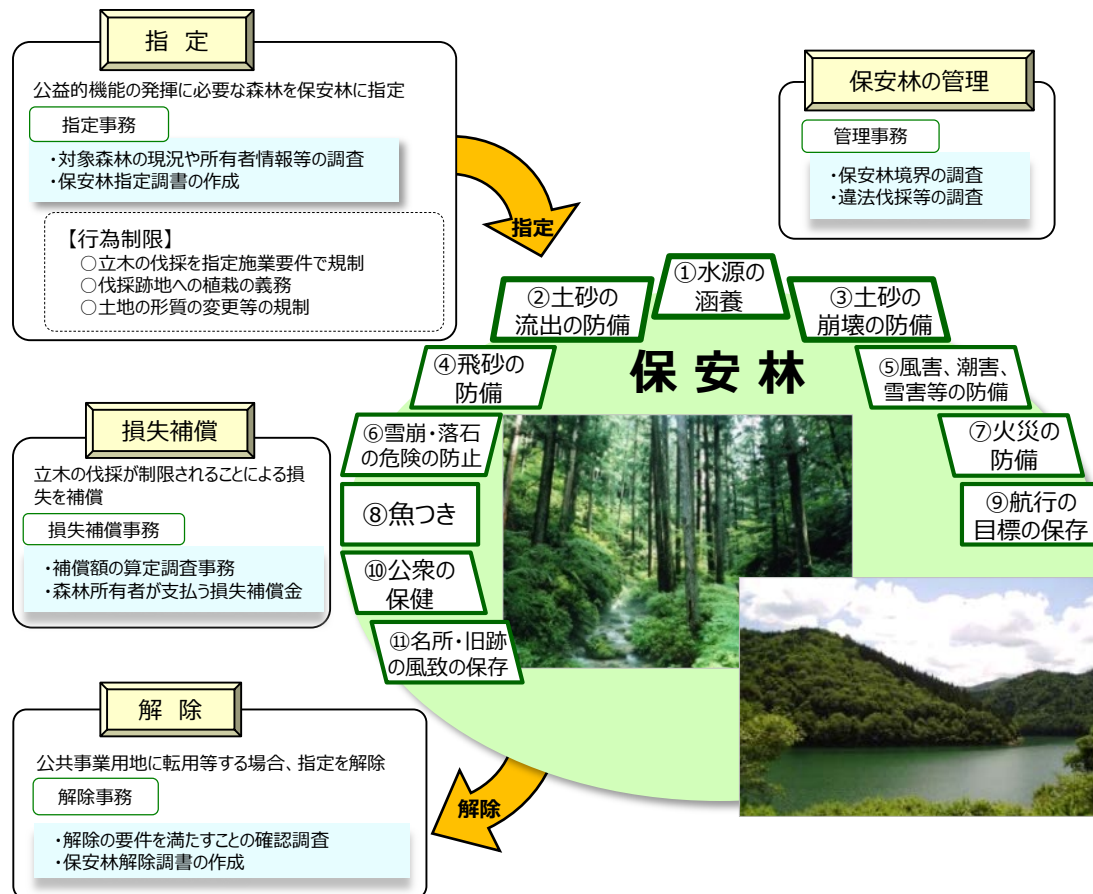 指 定
公益的機能の発揮に必要な森林を保安林に指定
指定事務
・対象森林の現況や所有者情報等の調査
・保安林指定調書の作成
【行為制限】
○立木の伐採を指定施業要件で規制
○伐採跡地への植栽の義務
○土地の形質の変更等の規制
指定
保安林の管理
管理事務
・保安林境界の調査
・違法伐採等の調査
①水源の
涵養
②土砂の
流出の防備
③土砂の
崩壊の防備
④飛砂の
防備
⑤風害、潮害、
雪害等の防備
⑥雪崩・落石
の危険の防止
⑦火災の
防備
⑧魚つき
⑨航行の
目標の保存
⑩公衆の
保健
⑪名所・旧跡
の風致の保存
保 安 林
損失補償
立木の伐採が制限されることによる損
失を補償
損失補償事務
・補償額の算定調査事務
・森林所有者が支払う損失補償金
解 除
公共事業用地に転用等する場合、指定を解除
解除事務
・解除の要件を満たすことの確認調査
・保安林解除調書の作成
解除